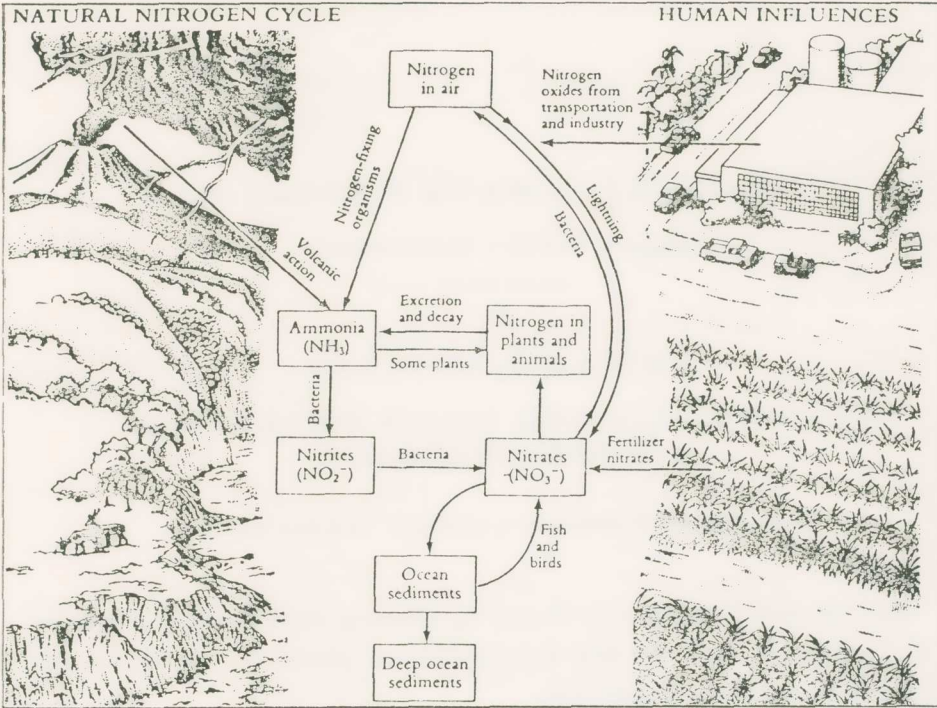 NATURAL NITROGEN CYCLE
HUMAN INFLUENCES
Nitrogen
in air
Nitrogen
oxides from
transportation
and industry
Nitrogen-fixing
organisms
Lightning
Bacteria
Volcanic
action
Ammonia
(NH₃)
Excretion
and decay
Some plants
Nitrogen in
plants and
animals
Bacteria
Nitrites
(NO₂⁻)
Bacteria
Nitrates
(NO₃⁻)
Fertilizer
nitrates
Fish
and
birds
Ocean
sediments
Deep ocean
sediments